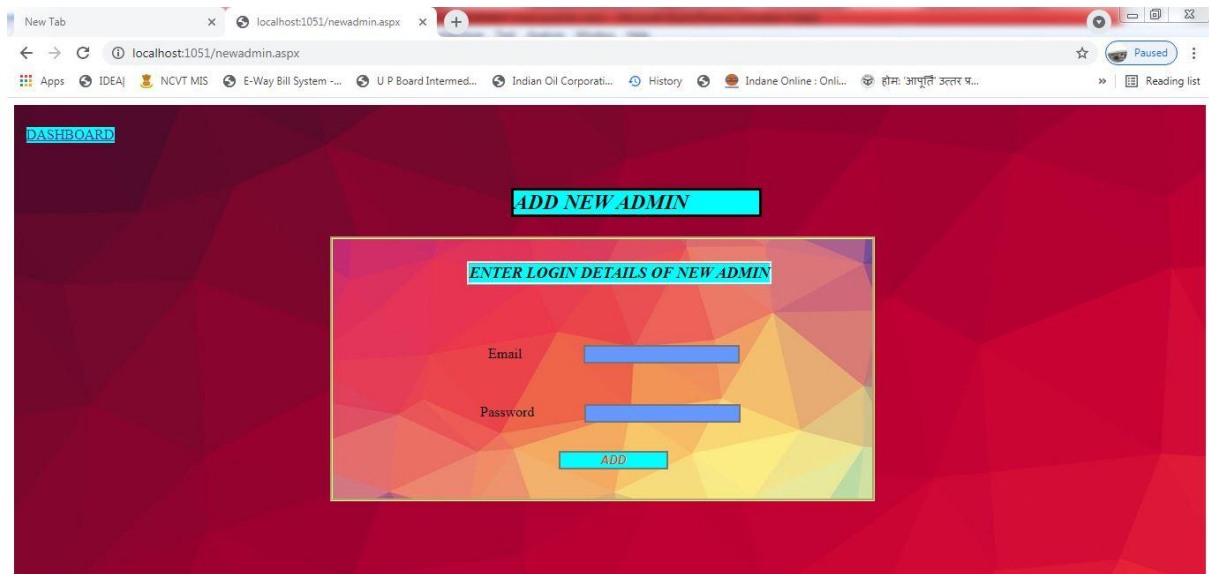 New Tab
localhost:1051/newadmin.aspx
localhost:1051/newadmin.aspx
Paused
Apps IDEA| NCVT MIS E-Way Bill System -... U P Board Intermed... Indian Oil Corporati... History Indane Online : Onli... होम: 'आपूर्ति' उत्तर प्र... » Reading list
DASHBOARD
ADD NEW ADMIN
ENTER LOGIN DETAILS OF NEW ADMIN
Email
Password
ADD